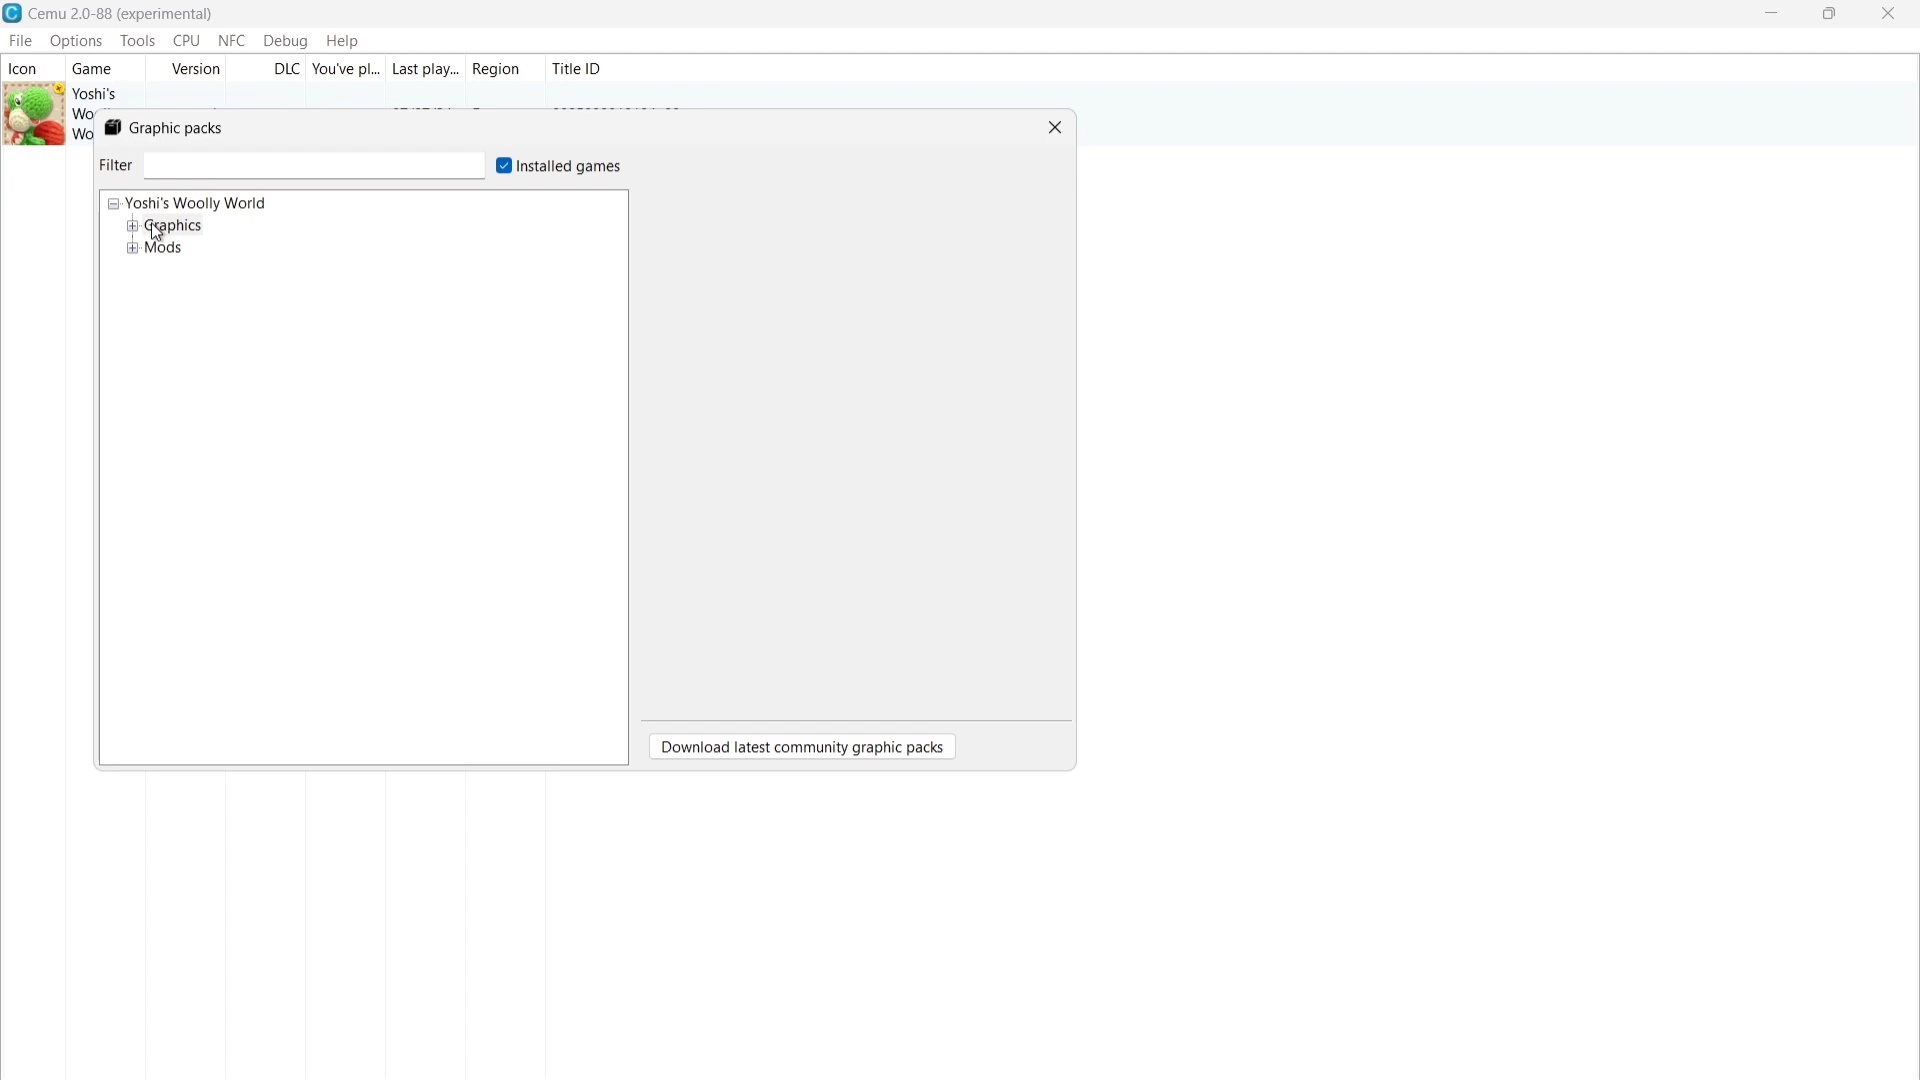 Cemu 2.0-88 (experimental)
File Options Tools CPU NFC Debug Help
Icon Game Version DLC You've pl... Last play... Region Title ID
Yoshi's
Graphic packs
Filter Installed games
Yoshi's Woolly World
Graphics
Mods
Download latest community graphic packs